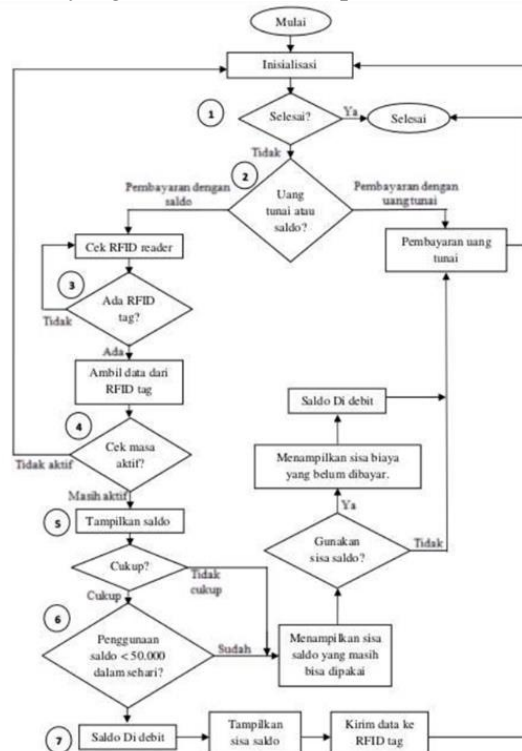 Mulai
Inisialisasi
1
Selesai?
Ya
Selesai
Tidak
2
Pembayaran dengan
saldo
Uang
tunai atau
saldo?
Pembayaran dengan
uang tunai
Cek RFID reader
Pembayaran uang
tunai
3
Ada RFID
tag?
Tidak
Ada
Ambil data dari
RFID tag
4
Cek masa
aktif?
Tidak aktif
Masih aktif
5
Tampilkan saldo
Cukup?
Tidak
cukup
Cukup
6
Penggunaan
saldo < 50.000
dalam sehari?
Sudah
Saldo Di debit
Menampilkan sisa biaya
yang belum dibayar.
Ya
Gunakan
sisa saldo?
Tidak
Menampilkan sisa
saldo yang masih
bisa dipakai
7
Saldo Di debit
Tampilkan
sisa saldo
Kirim data ke
RFID tag